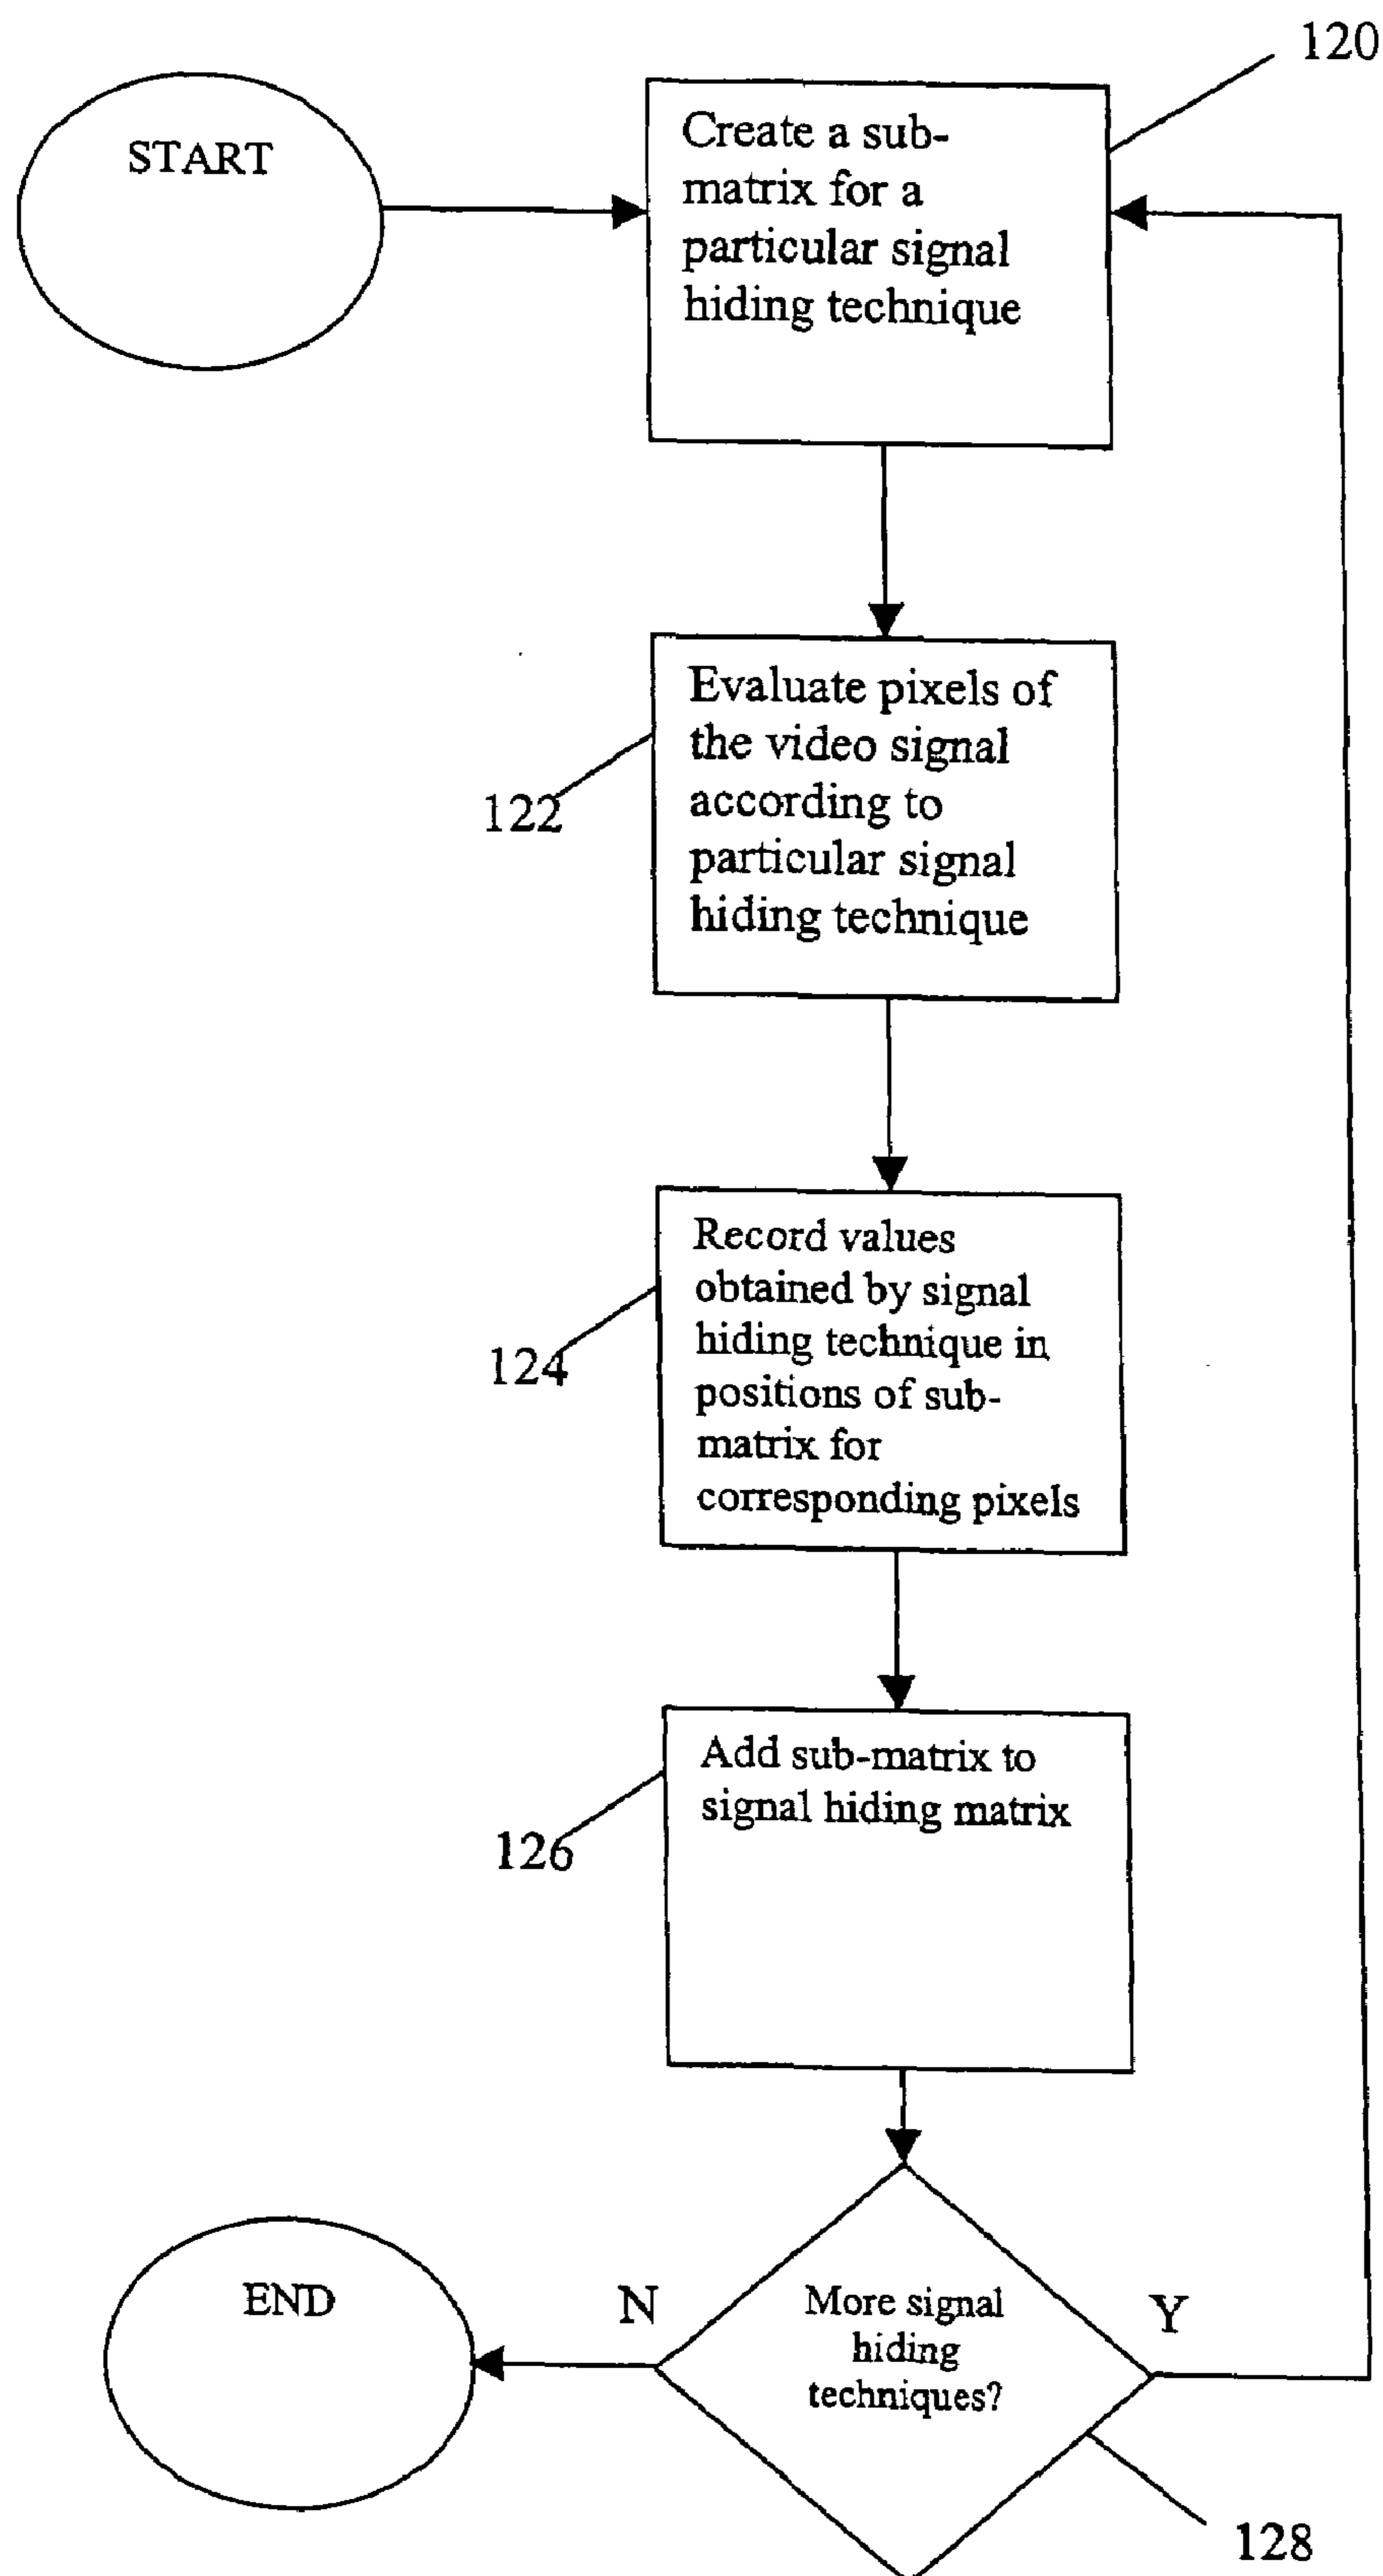 120
START
Create a sub-
matrix for a
particular signal
hiding technique
Evaluate pixels of
the video signal
according to
particular signal
hiding technique
122
Record values
obtained by signal
hiding technique in
positions of sub-
matrix for
corresponding pixels
124
Add sub-matrix to
signal hiding matrix
126
END
N
More signal
hiding
techniques?
Y
128